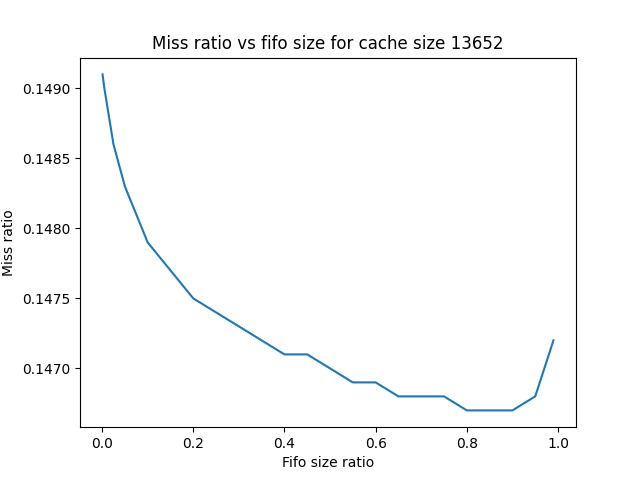 Miss ratio vs fifo size for cache size 13652
0.1490
0.1485
0.1480
0.1475
0.1470
Miss ratio
0.0 0.2 0.4 0.6 0.8 1.0
Fifo size ratio